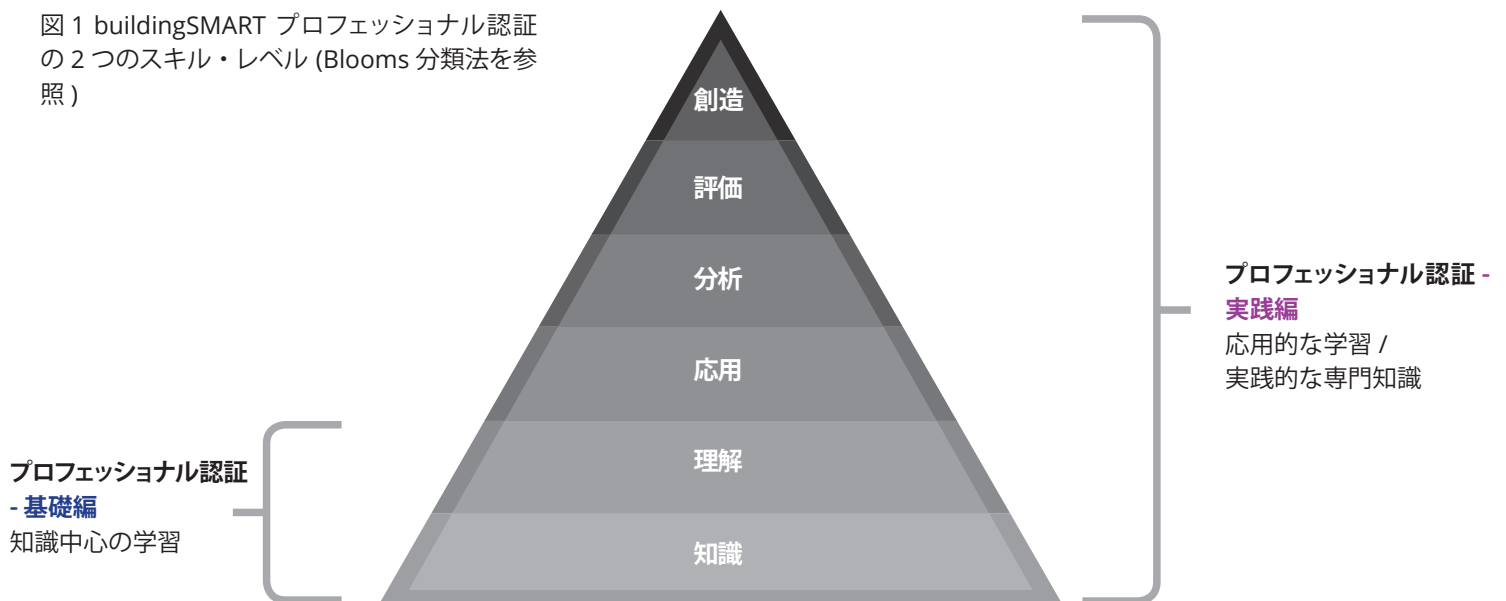 図 1 buildingSMART プロフェッショナル認証
の 2 つのスキル・レベル (Blooms 分類法を参
照 )
創造
評価
分析
応用
理解
知識
プロフェッショナル認証
- 基礎編
知識中心の学習
プロフェッショナル認証 -
実践編
応用的な学習 /
実践的な専門知識